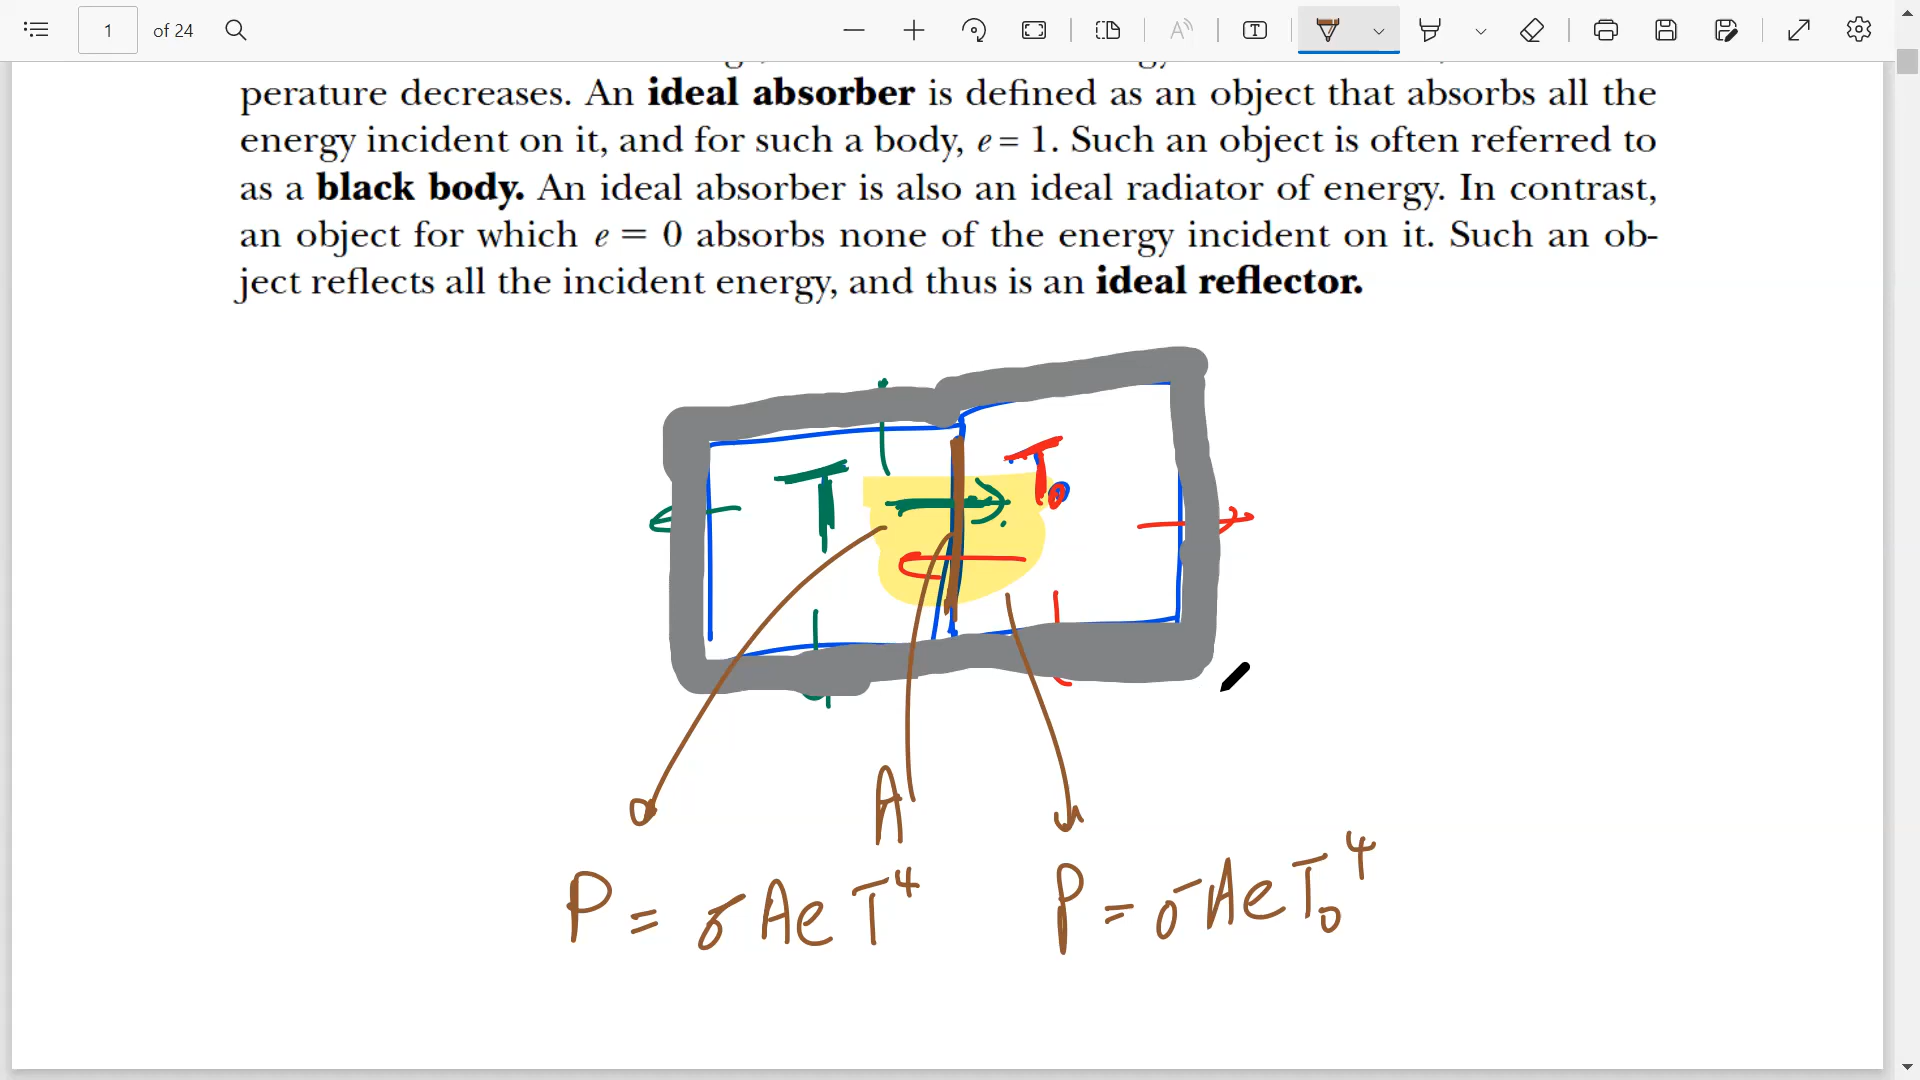 1 of 24
perature decreases. An ideal absorber is defined as an object that absorbs all the
energy incident on it, and for such a body, e = 1. Such an object is often referred to
as a black body. An ideal absorber is also an ideal radiator of energy. In contrast,
an object for which e = 0 absorbs none of the energy incident on it. Such an ob-
ject reflects all the incident energy, and thus is an ideal reflector.
T T₀
A
P = σAeT⁴ P = σAeT₀⁴